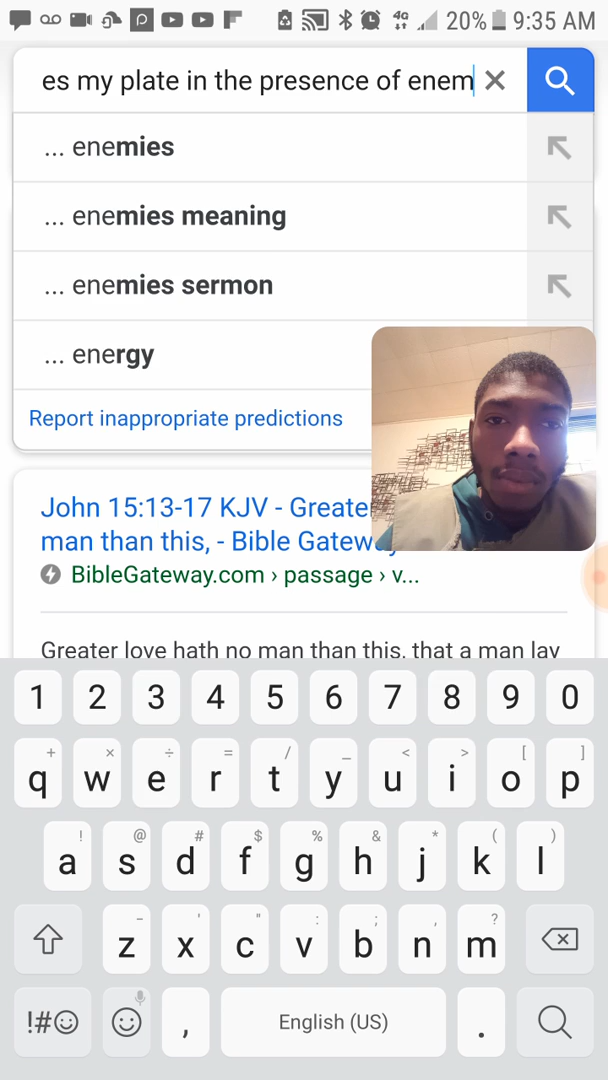 4G 20% 9:35 AM
es my plate in the presence of enem
... enemies
... enemies meaning
... enemies sermon
... energy
Report inappropriate predictions
John 15:13-17 KJV - Greate
man than this, - Bible Gatew
BibleGateway.com › passage › v...
Greater love hath no man than this, that a man lay
1 2 3 4 5 6 7 8 9 0
+ × ÷ = / _ < > [ ]
q w e r t y u i o p
! @ # $ % & * ( )
a s d f g h j k l
- ' " : ; , ?
z x c v b n m
!#☺ , English (US) .